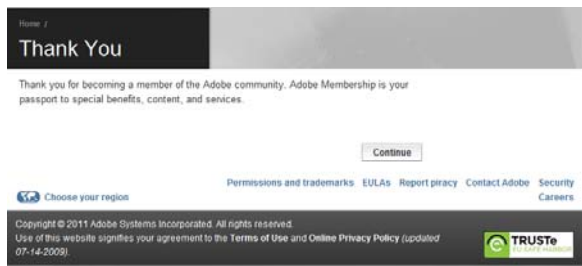 Home /
Thank You
Thank you for becoming a member of the Adobe community. Adobe Membership is your
passport to special benefits, content, and services.
Continue
Permissions and trademarks EULAs Report piracy Contact Adobe Security
Careers
Choose your region
Copyright © 2011 Adobe Systems Incorporated. All rights reserved.
Use of this website signifies your agreement to the Terms of Use and Online Privacy Policy (updated
07-14-2009).
TRUSTe
EU SAFE HARBOR